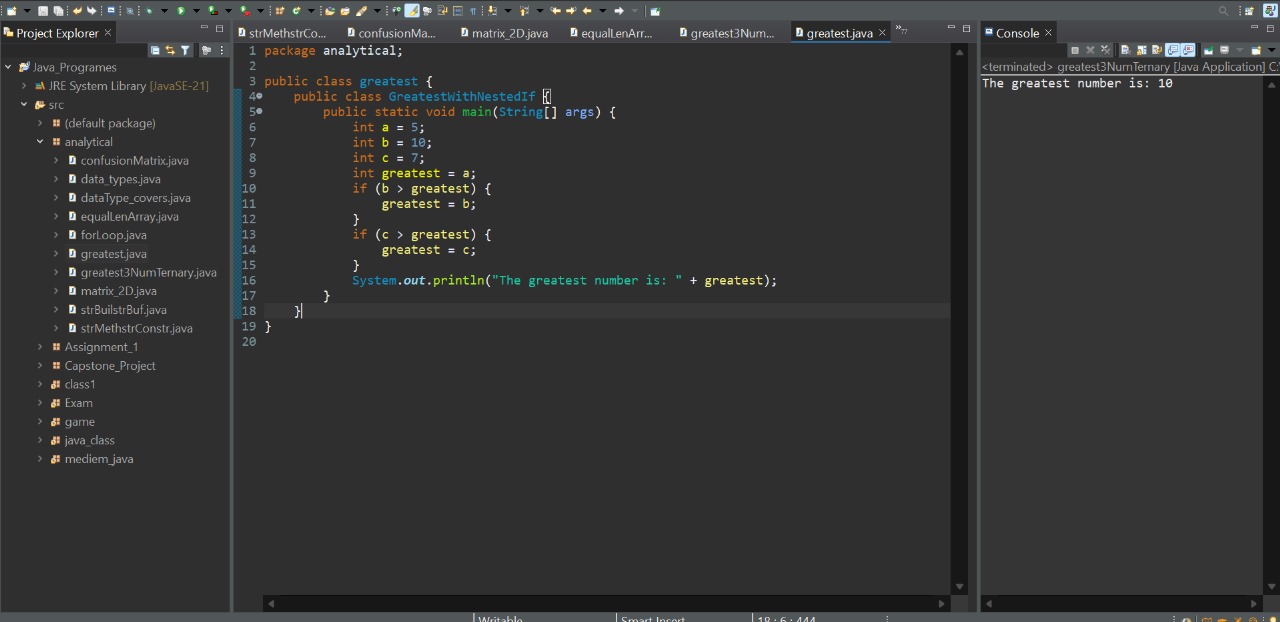 Project Explorer
Java_Programes
JRE System Library [JavaSE-21]
src
(default package)
analytical
confusionMatrix.java
data_types.java
dataType_covers.java
equalLenArray.java
forLoop.java
greatest.java
greatest3NumTernary.java
matrix_2D.java
strBuilstrBuf.java
strMethstrConstr.java
Assignment_1
Capstone_Project
class1
Exam
game
java_class
mediem_java
strMethstrCo... confusionMa... matrix_2D.java equalLenArr... greatest3Num... greatest.java »77
1 package analytical;
2
3 public class greatest {
4 public class GreatestWithNestedIf {
5 public static void main(String[] args) {
6 int a = 5;
7 int b = 10;
8 int c = 7;
9 int greatest = a;
10 if (b > greatest) {
11 greatest = b;
12 }
13 if (c > greatest) {
14 greatest = c;
15 }
16 System.out.println("The greatest number is: " + greatest);
17 }
18 }
19 }
20
Console
<terminated> greatest3NumTernary [Java Application] C:
The greatest number is: 10
Writable Smart Insert 18 : 6 : 444